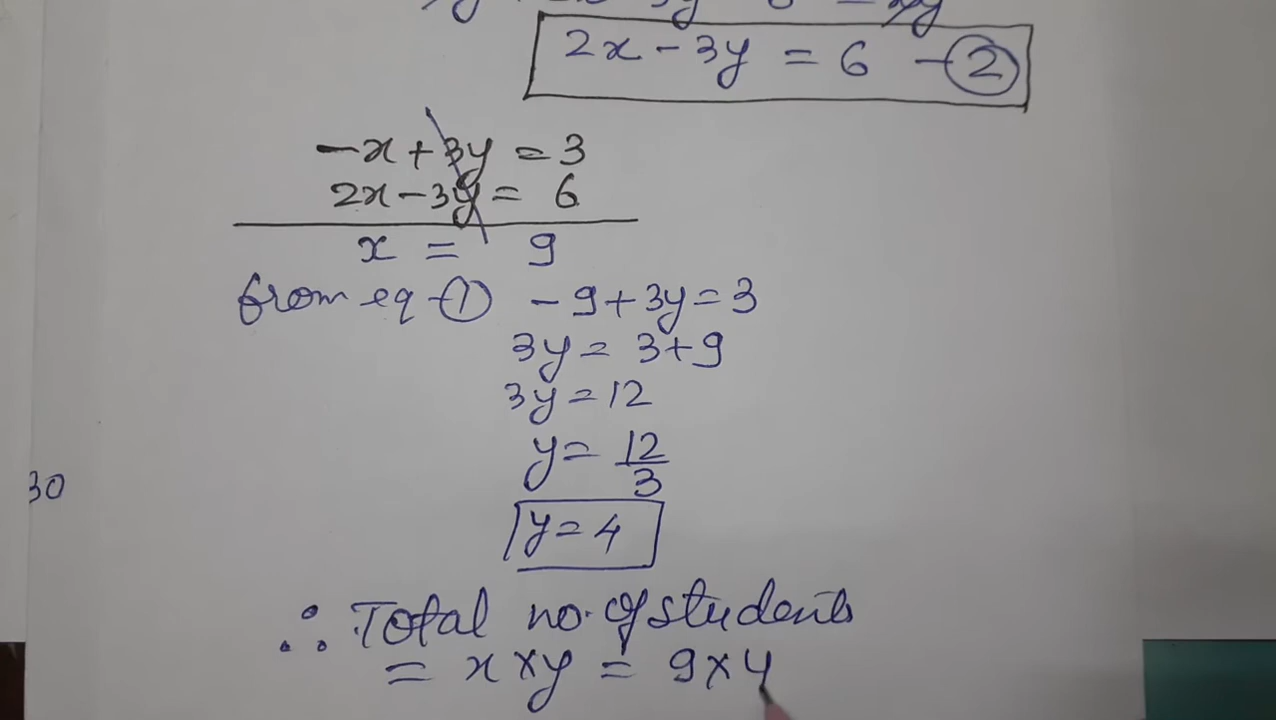 2x - 3y = 6 - ②
-x + 3y = 3
2x - 3y = 6
x = 9
from eq - ① - 9 + 3y = 3
3y = 3 + 9
3y = 12
y = 12/3
30
y = 4
∴ Total no. of students
= x × y = 9 × 4